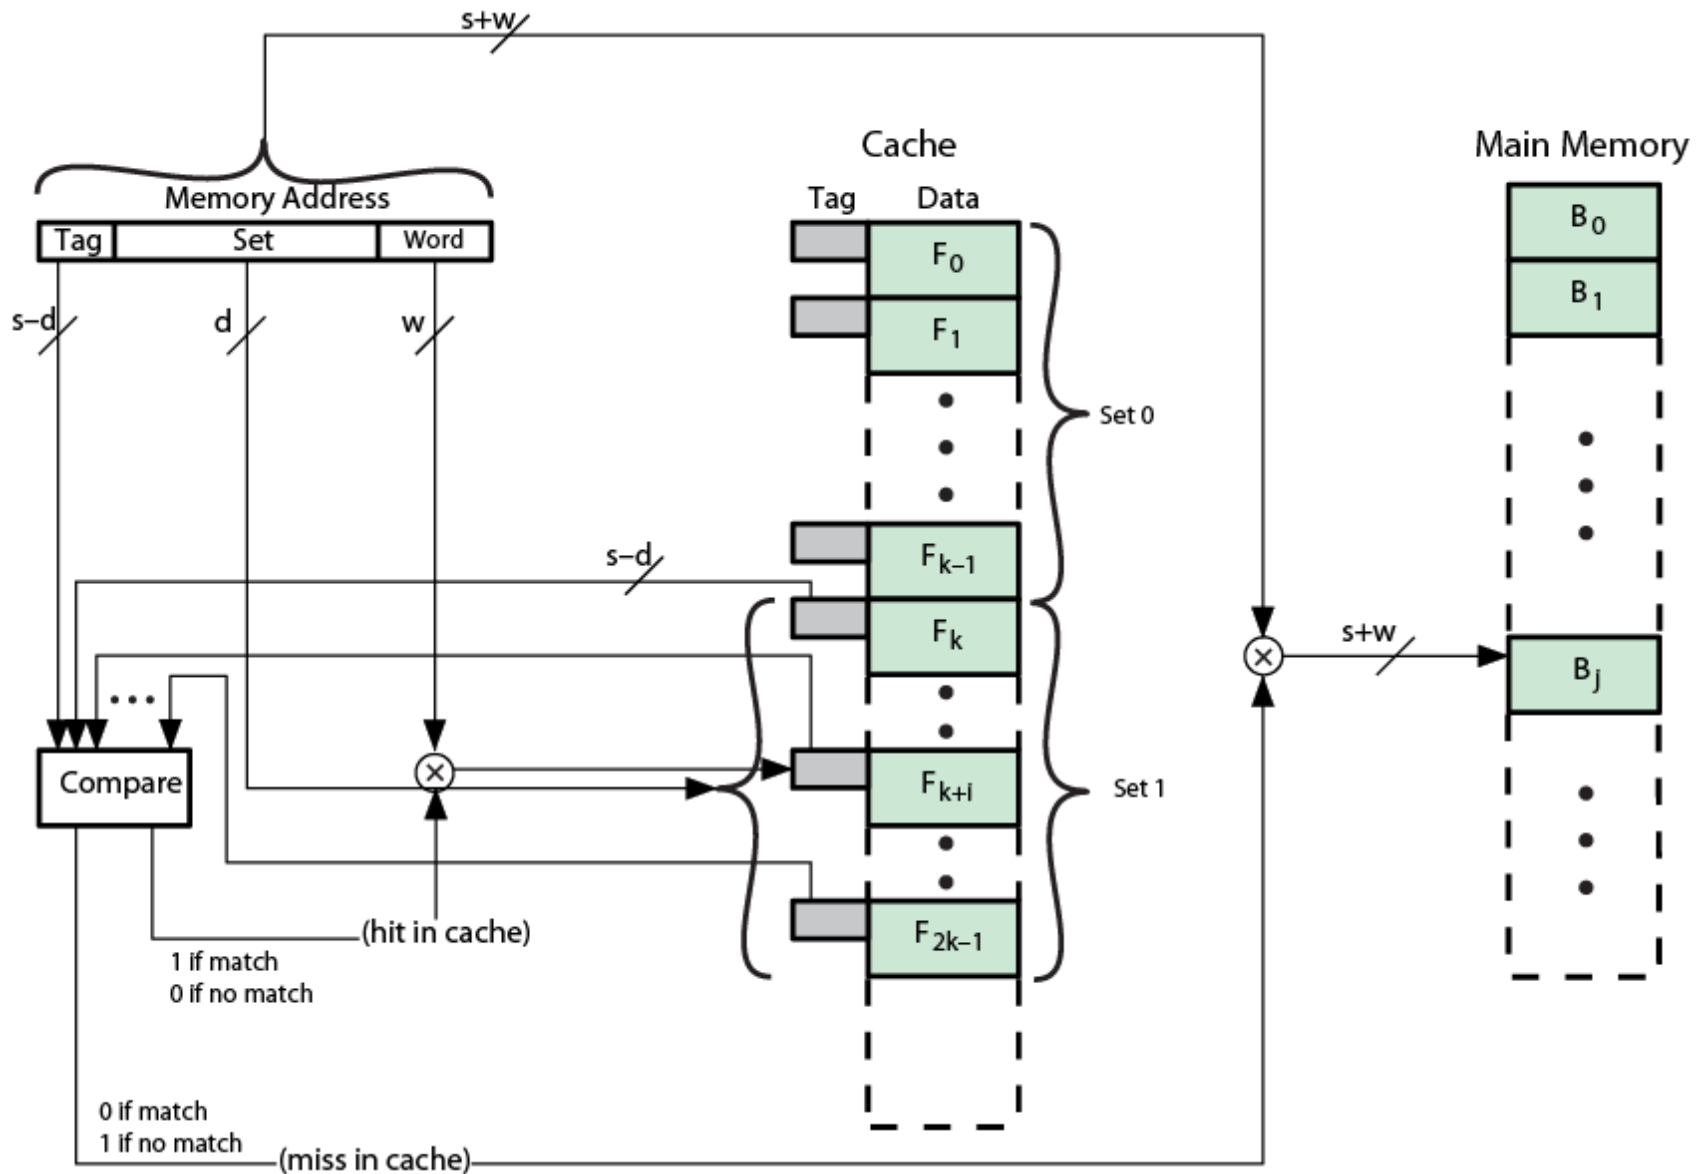 s+w
Cache
Main Memory
Memory Address
Tag Data
Tag Set Word
B0
F0
B1
s–d d w
F1
Set 0
Fk–1
s–d
Fk
s+w
Bj
Compare
Fk+i
Set 1
(hit in cache)
F2k–1
1 if match
0 if no match
0 if match
1 if no match
(miss in cache)